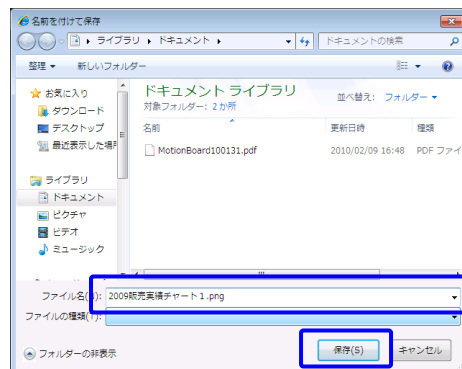 名前を付けて保存
ライブラリ ▸ ドキュメント ▸
ドキュメントの検索
整理 ▼ 新しいフォルダー
お気に入り
ダウンロード
デスクトップ
最近表示した場所
ライブラリ
ドキュメント
ピクチャ
ビデオ
ミュージック
ドキュメント ライブラリ
対象フォルダー: 2 か所
並べ替え: フォルダー ▼
名前 更新日時 種類
MotionBoard100131.pdf 2010/02/09 16:48 PDF ファイ
ファイル名(N): 2009販売実績チャート1.png
ファイルの種類(T):
フォルダーの非表示
保存(S)
キャンセル